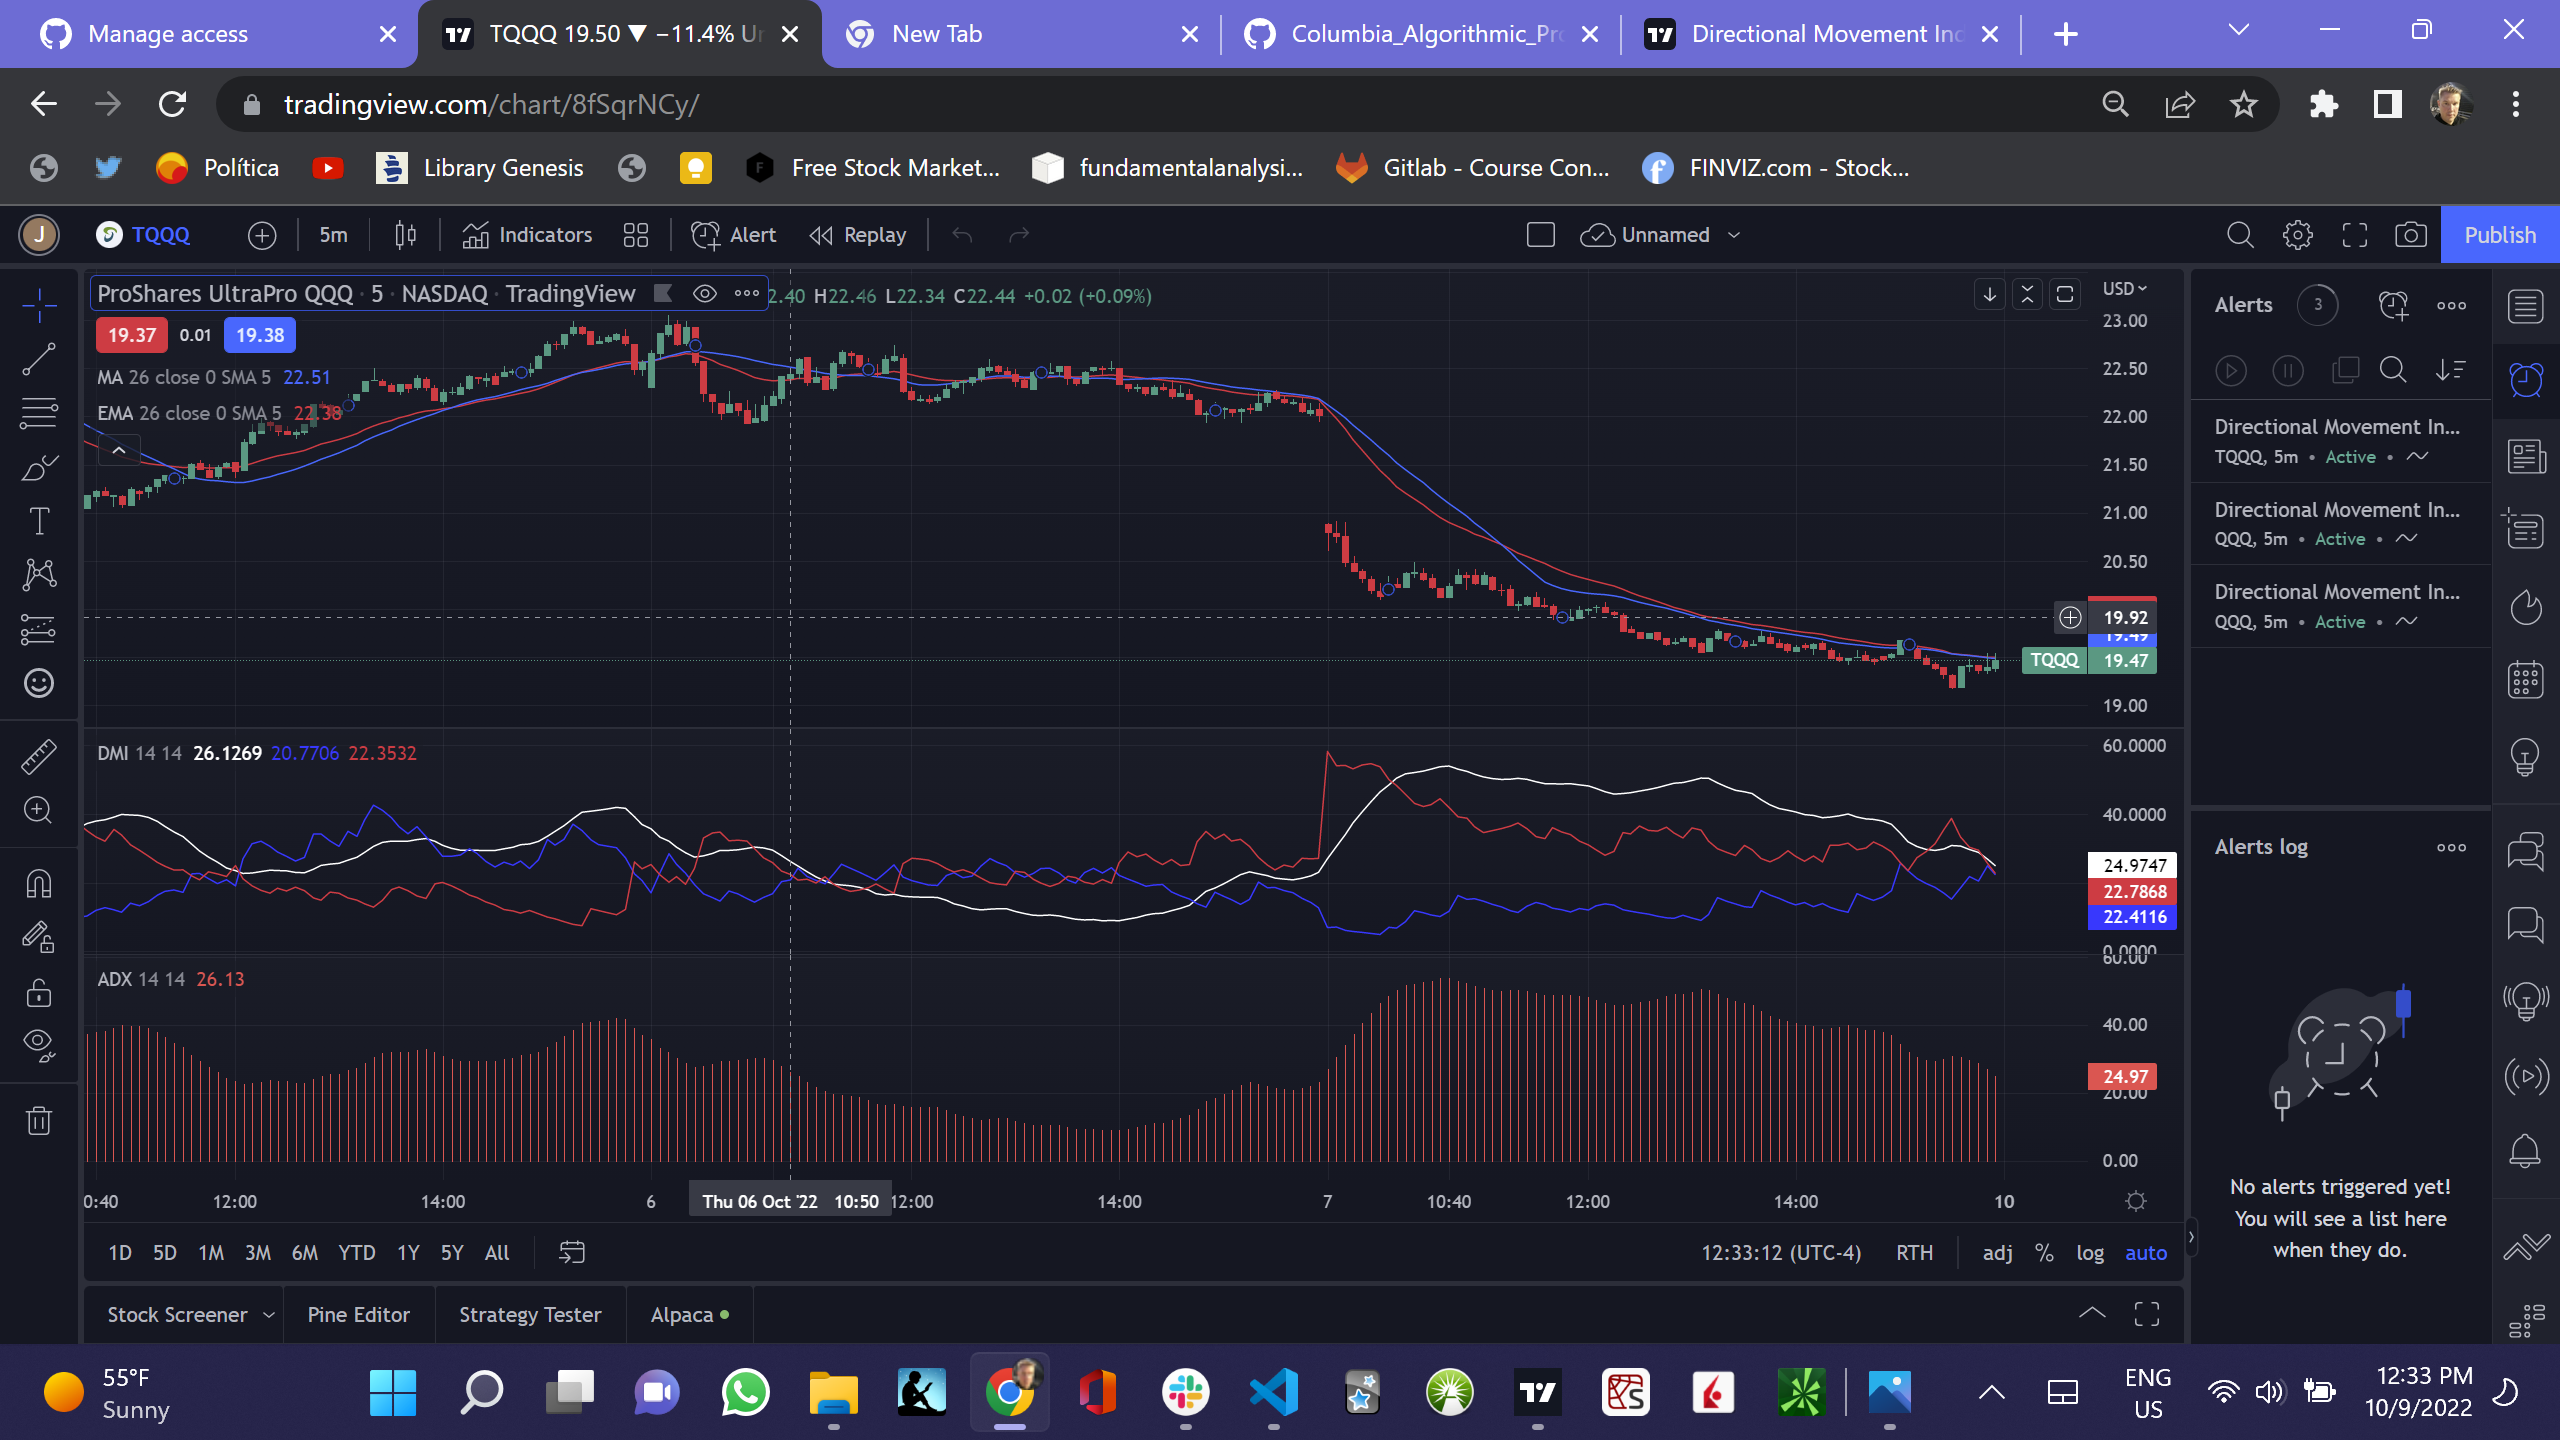 Manage access
TQQQ 19.50 ▼ −11.4% Un
New Tab
Columbia_Algorithmic_Pro
Directional Movement Ind
tradingview.com/chart/8fSqrNCy/
Política
Library Genesis
Free Stock Market...
fundamentalanalysi...
Gitlab - Course Con...
FINVIZ.com - Stock...
J
TQQQ
5m
Indicators
Alert
Replay
Unnamed
Publish
ProShares UltraPro QQQ · 5 · NASDAQ · TradingView
2.40 H22.46 L22.34 C22.44 +0.02 (+0.09%)
19.37 0.01 19.38
MA 26 close 0 SMA 5 22.51
EMA 26 close 0 SMA 5 22.38
USD
23.00
22.50
22.00
21.50
21.00
20.50
19.92
19.49
TQQQ 19.47
19.00
DMI 14 14 26.1269 20.7706 22.3532
60.0000
40.0000
24.9747
22.7868
22.4116
0.0000
ADX 14 14 26.13
60.00
40.00
24.97
20.00
0.00
0:40 12:00 14:00 6 Thu 06 Oct '22 10:50 12:00 14:00 7 10:40 12:00 14:00 10
1D 5D 1M 3M 6M YTD 1Y 5Y All
12:33:12 (UTC-4) RTH adj % log auto
Stock Screener
Pine Editor
Strategy Tester
Alpaca
Alerts 3
Directional Movement In...
TQQQ, 5m • Active •
Directional Movement In...
QQQ, 5m • Active •
Directional Movement In...
QQQ, 5m • Active •
Alerts log
No alerts triggered yet!
You will see a list here
when they do.
55°F
Sunny
ENG
US
12:33 PM
10/9/2022